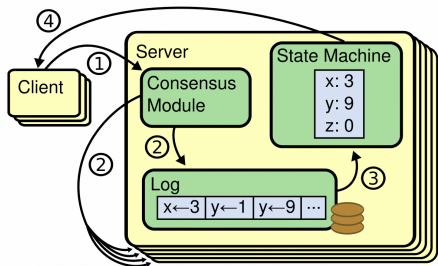 ④
①
Server
State Machine
Client
Consensus
Module
x: 3
y: 9
z: 0
②
②
③
Log
x←3 y←1 y←9 ...